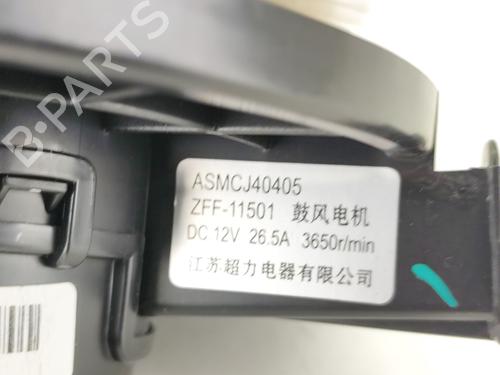 B-PARTS
ASMCJ40405
ZFF-11501 鼓风电机
DC 12V 26.5A 3650r/min
江苏超力电器有限公司